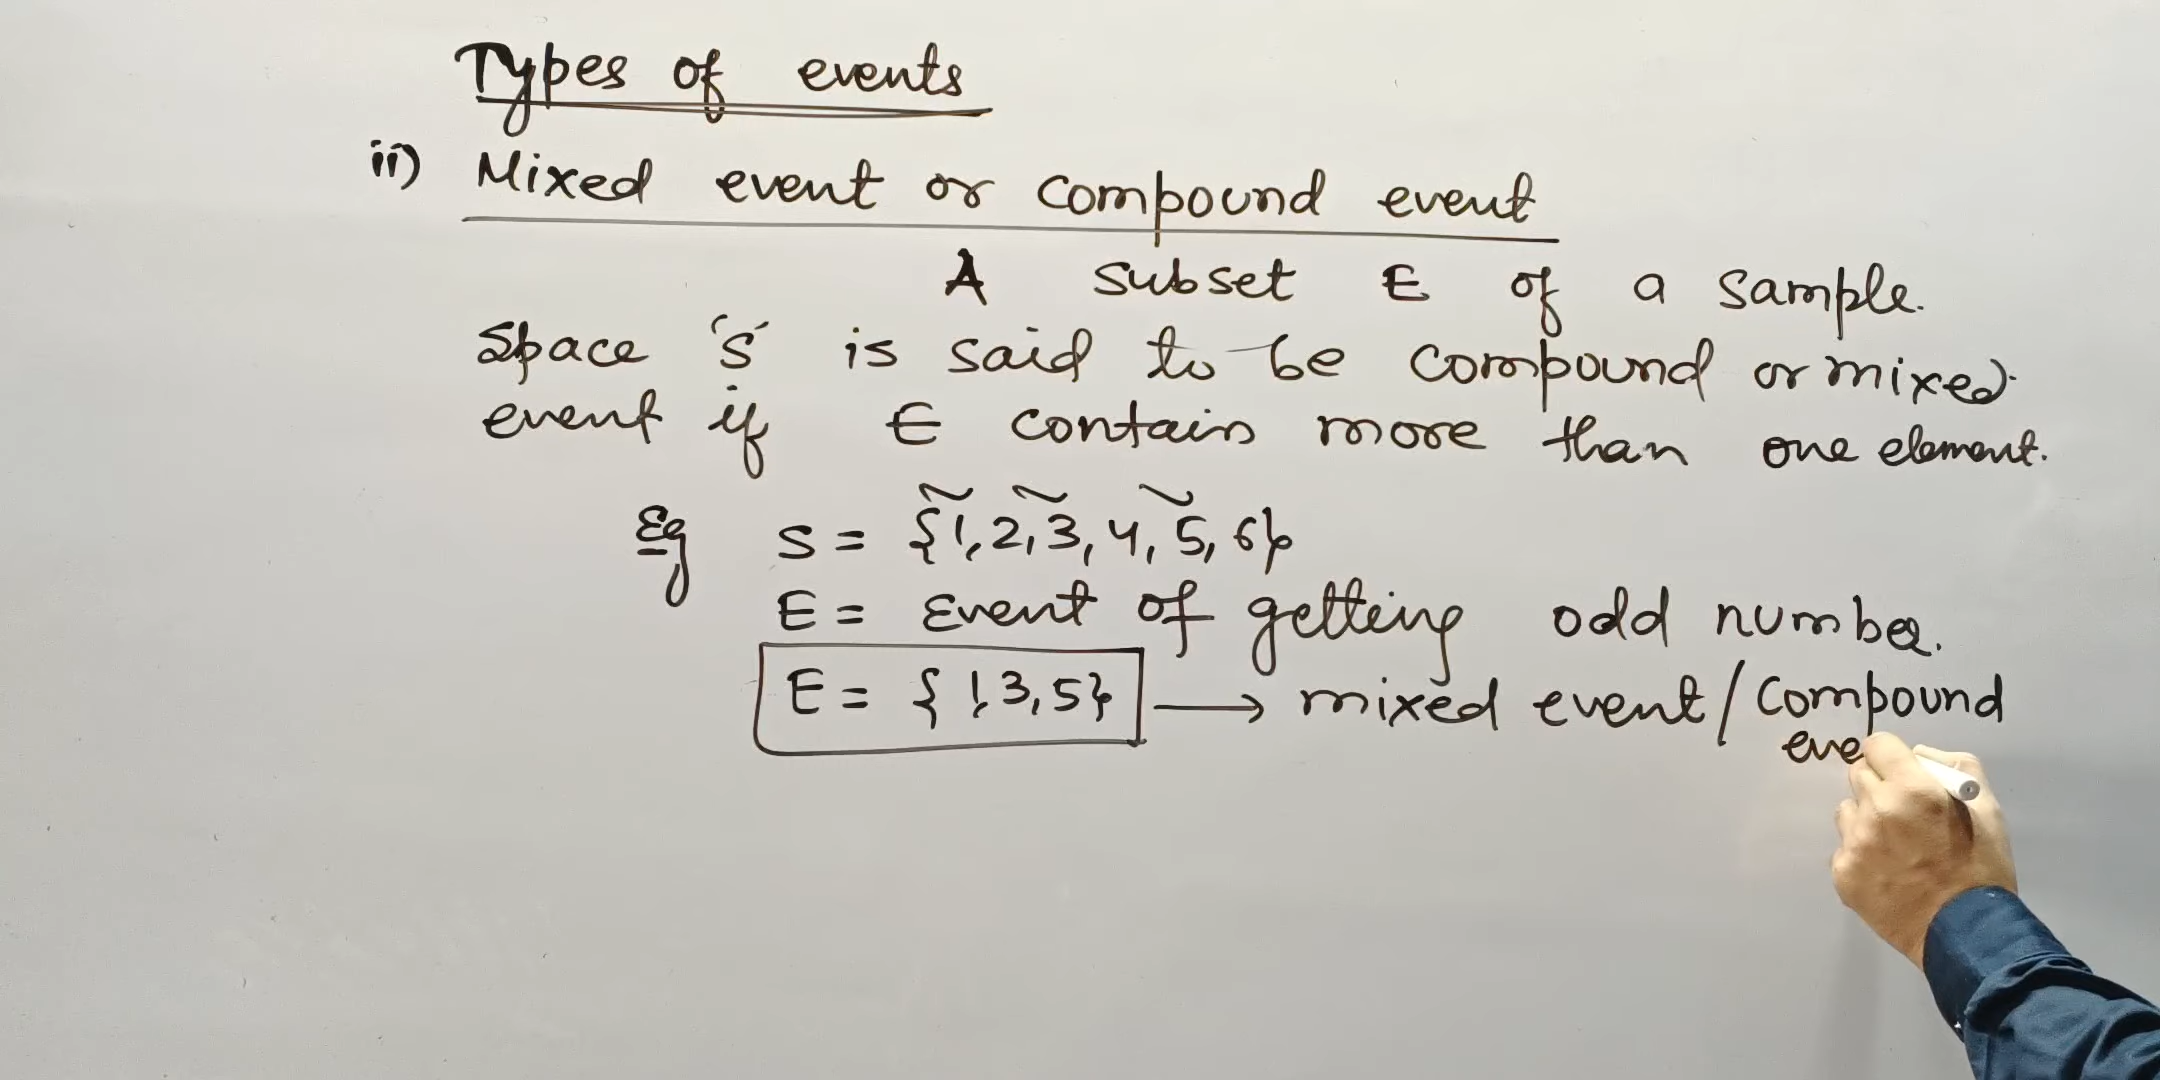 Types of events
ii) Mixed event or compound event
A subset E of a sample.
Space 's' is said to be compound or mixed.
event if E contain more than one element.
Eg S = {1, 2, 3, 4, 5, 6}
E = Event of getting odd number.
E = { 1, 3, 5} → mixed event / compound
eve